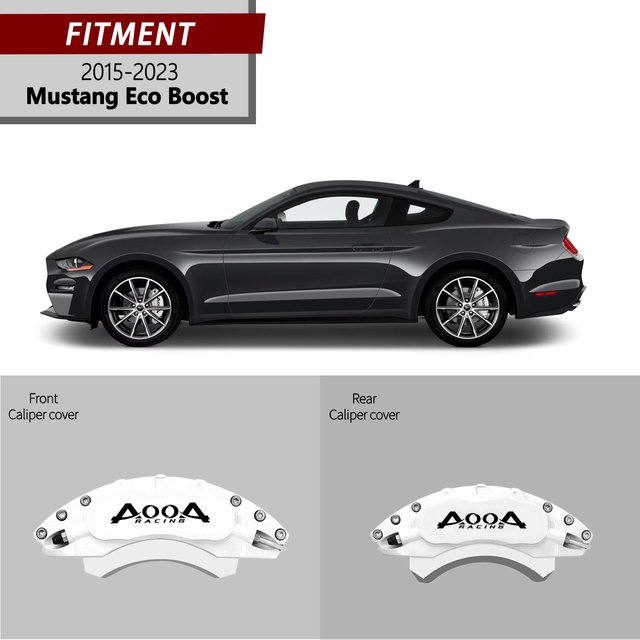 FITMENT
2015-2023
Mustang Eco Boost
Front
Caliper cover
Rear
Caliper cover
AOOA
RACING
AOOA
RACING